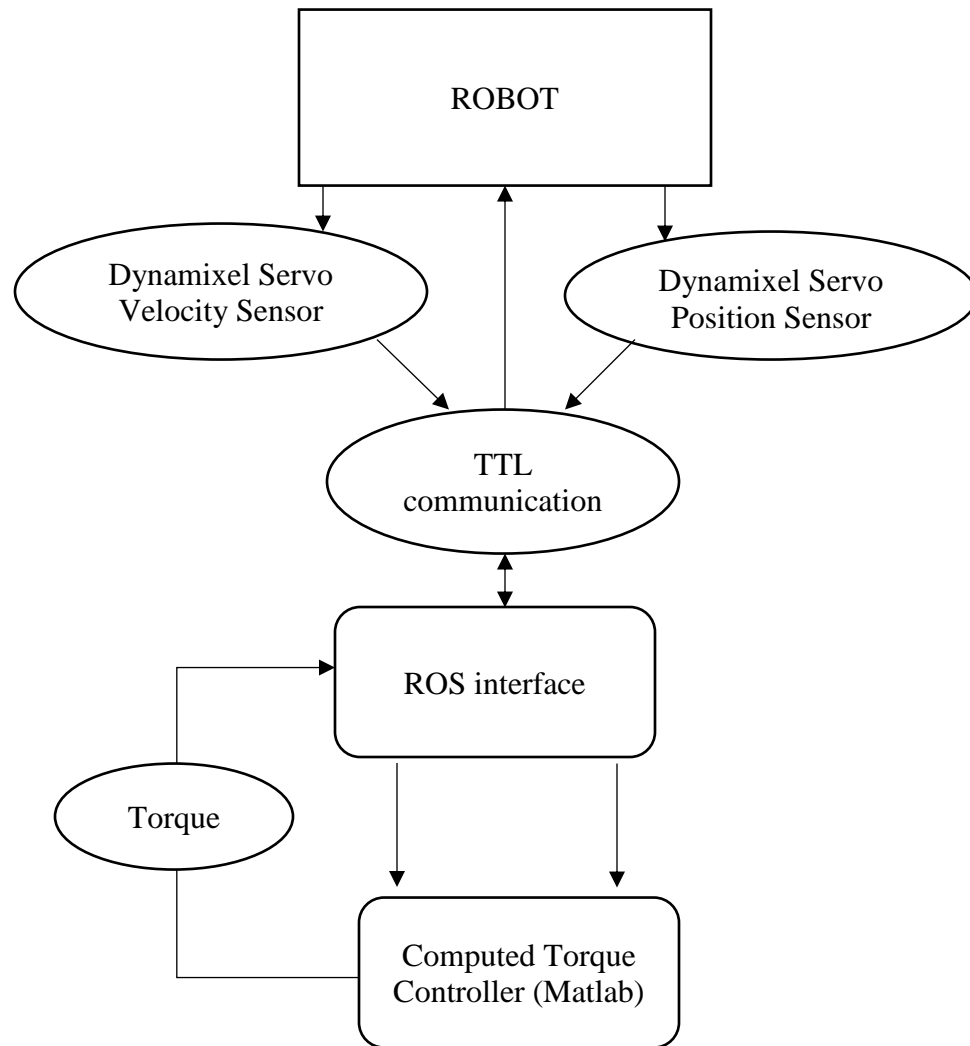 ROBOT
Dynamixel Servo
Velocity Sensor
Dynamixel Servo
Position Sensor
TTL
communication
ROS interface
Torque
Computed Torque
Controller (Matlab)